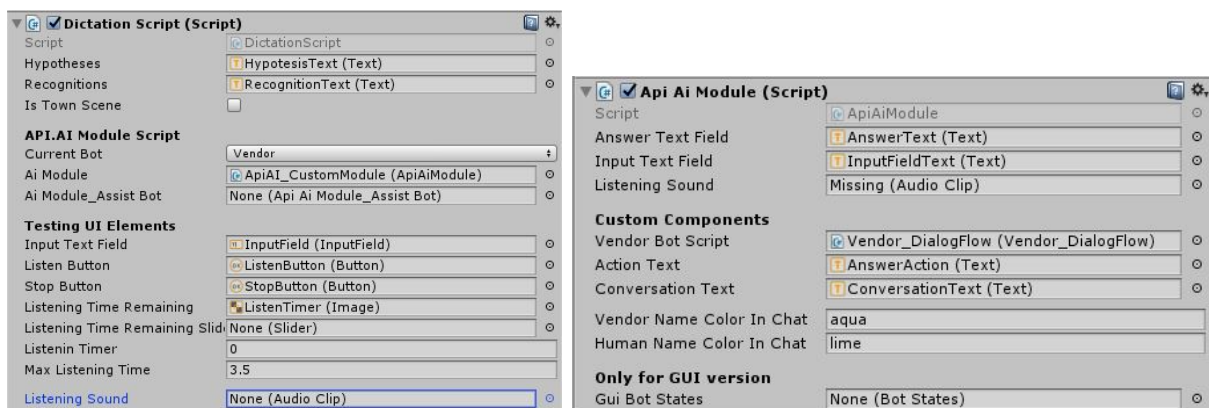 Dictation Script (Script)
Script DictationScript
Hypotheses HypotesisText (Text)
Recognitions RecognitionText (Text)
Is Town Scene
API.AI Module Script
Current Bot Vendor
Ai Module ApiAI_CustomModule (ApiAiModule)
Ai Module_Assist Bot None (Api Ai Module_Assist Bot)
Testing UI Elements
Input Text Field InputField (InputField)
Listen Button ListenButton (Button)
Stop Button StopButton (Button)
Listening Time Remaining ListenTimer (Image)
Listening Time Remaining Slid None (Slider)
Listenin Timer 0
Max Listening Time 3.5
Listening Sound None (Audio Clip)
Api Ai Module (Script)
Script ApiAiModule
Answer Text Field AnswerText (Text)
Input Text Field InputFieldText (Text)
Listening Sound Missing (Audio Clip)
Custom Components
Vendor Bot Script Vendor_DialogFlow (Vendor_DialogFlow)
Action Text AnswerAction (Text)
Conversation Text ConversationText (Text)
Vendor Name Color In Chat aqua
Human Name Color In Chat lime
Only for GUI version
Gui Bot States None (Bot States)